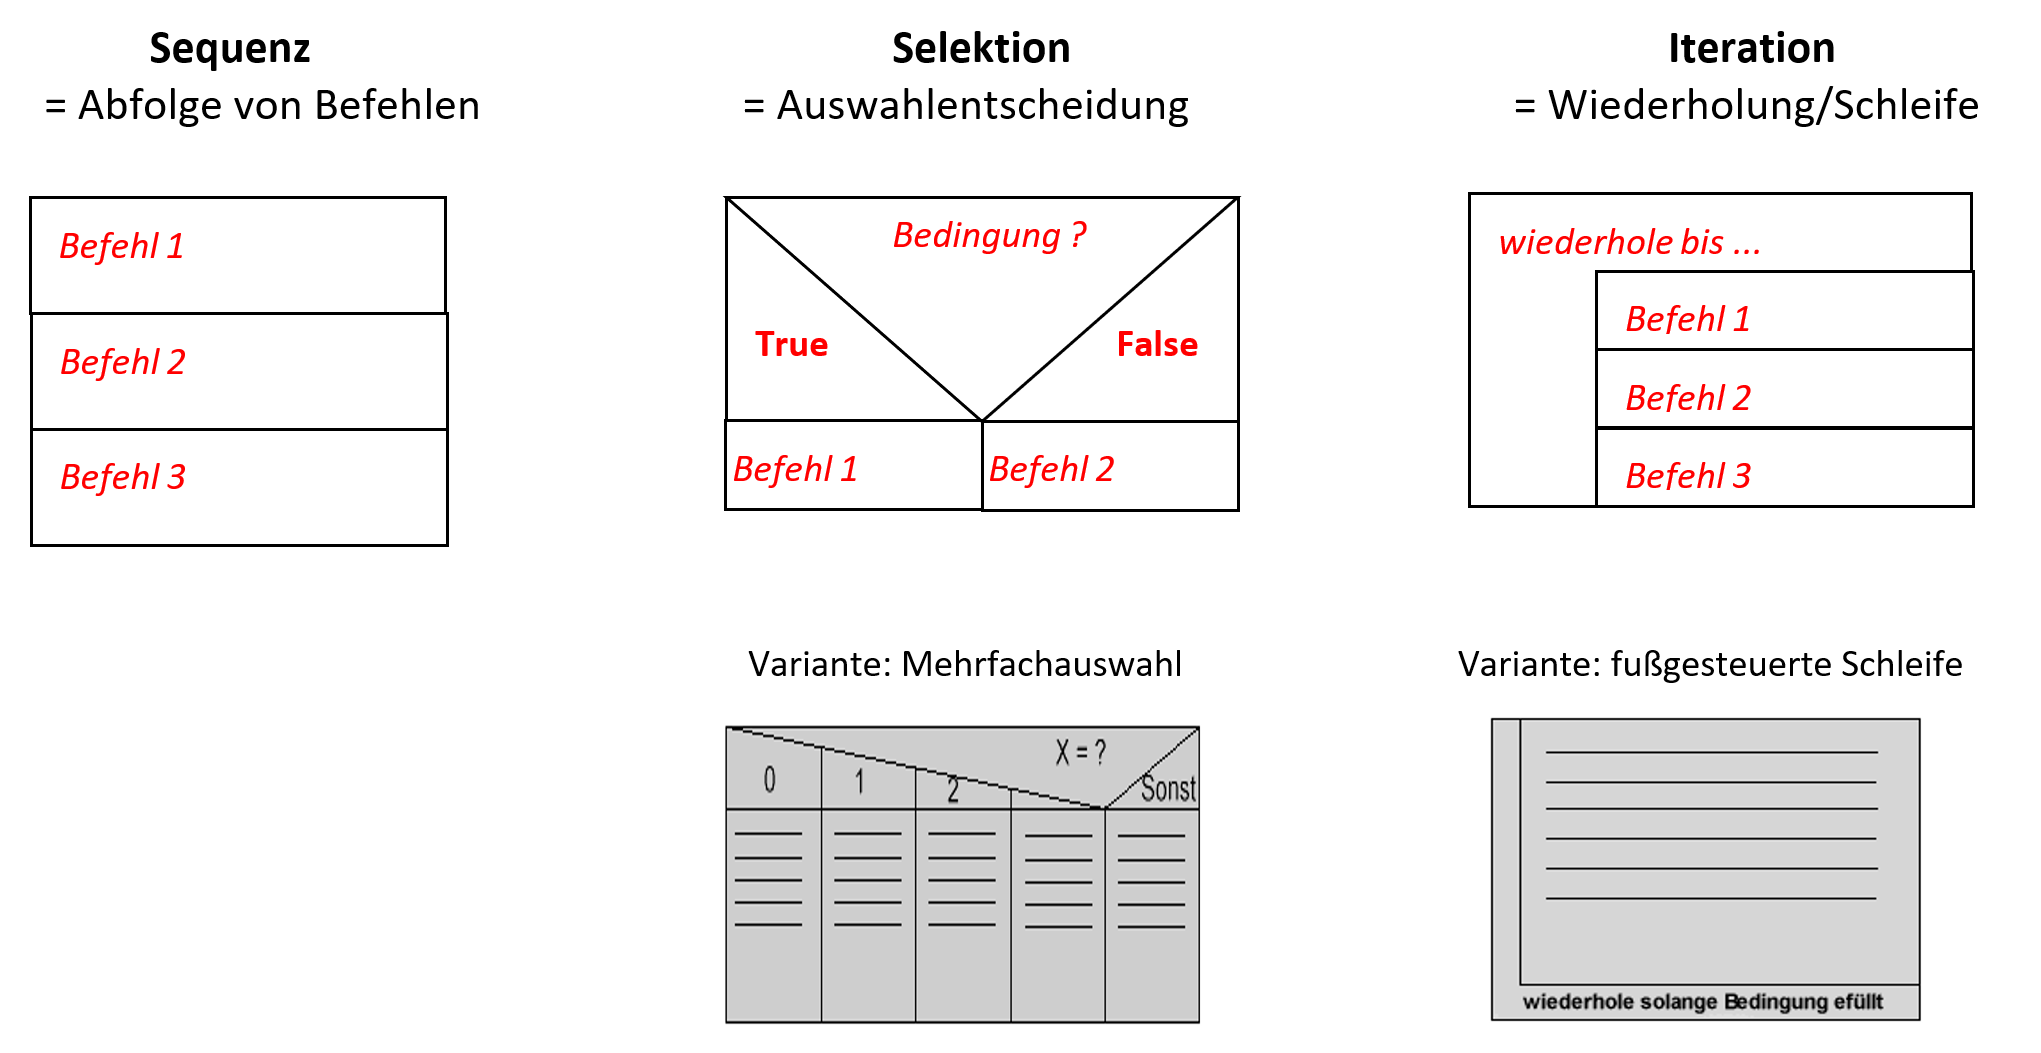 Sequenz
= Abfolge von Befehlen
Befehl 1
Befehl 2
Befehl 3
Selektion
= Auswahlentscheidung
Bedingung ?
True
False
Befehl 1
Befehl 2
Variante: Mehrfachauswahl
X = ?
0
1
2
Sonst
Iteration
= Wiederholung/Schleife
wiederhole bis ...
Befehl 1
Befehl 2
Befehl 3
Variante: fußgesteuerte Schleife
wiederhole solange Bedingung efüllt